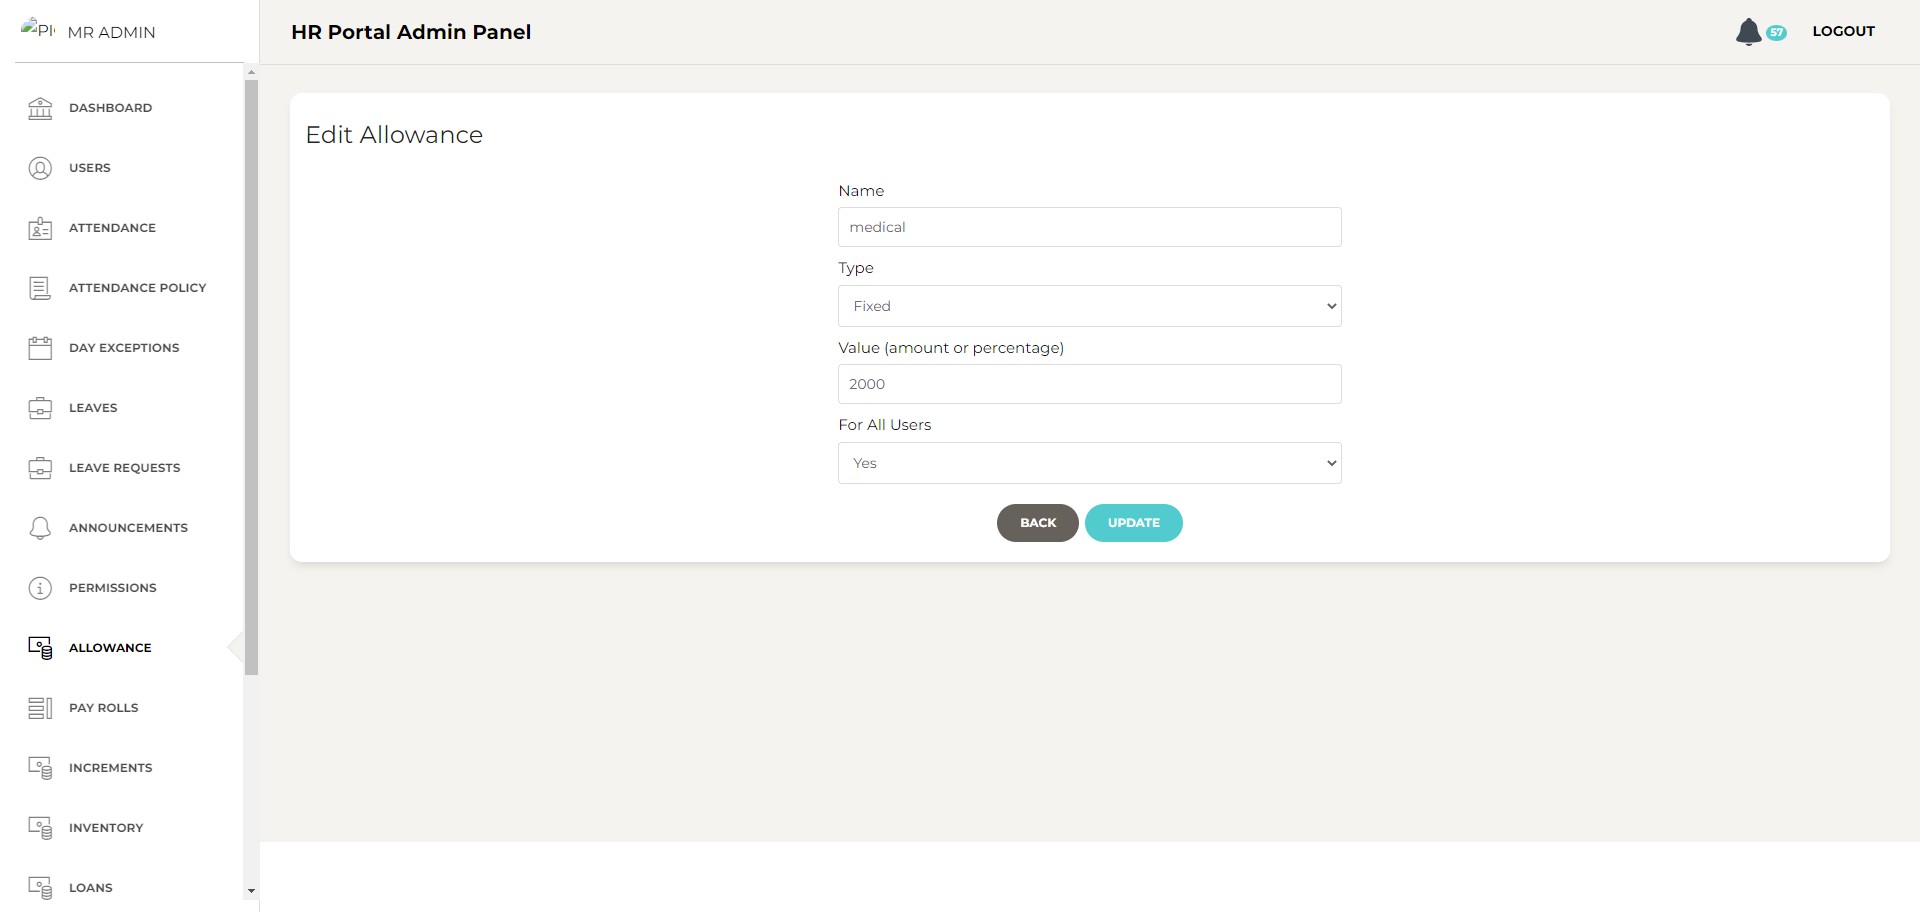 MR ADMIN
HR Portal Admin Panel
57
LOGOUT
DASHBOARD
USERS
ATTENDANCE
ATTENDANCE POLICY
DAY EXCEPTIONS
LEAVES
LEAVE REQUESTS
ANNOUNCEMENTS
PERMISSIONS
ALLOWANCE
PAY ROLLS
INCREMENTS
INVENTORY
LOANS
Edit Allowance
Name
medical
Type
Fixed
Value (amount or percentage)
2000
For All Users
Yes
BACK
UPDATE